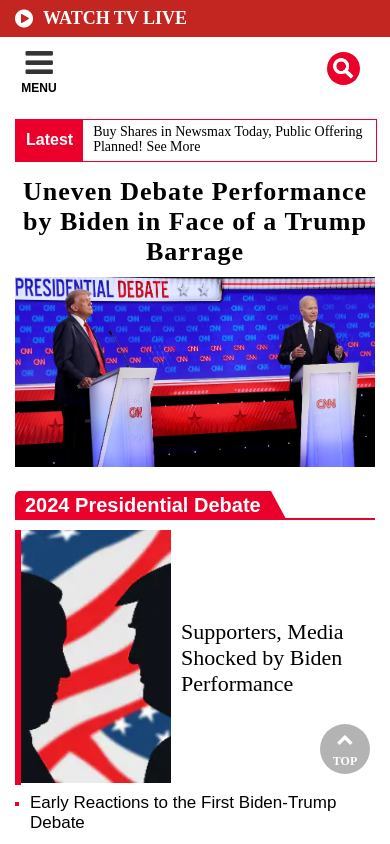 WATCH TV LIVE
MENU
Latest
Buy Shares in Newsmax Today, Public Offering
Planned! See More
Uneven Debate Performance
by Biden in Face of a Trump
Barrage
PRESIDENTIAL DEBATE
CNN
CNN
2024 Presidential Debate
Supporters, Media
Shocked by Biden
Performance
TOP
Early Reactions to the First Biden-Trump
Debate